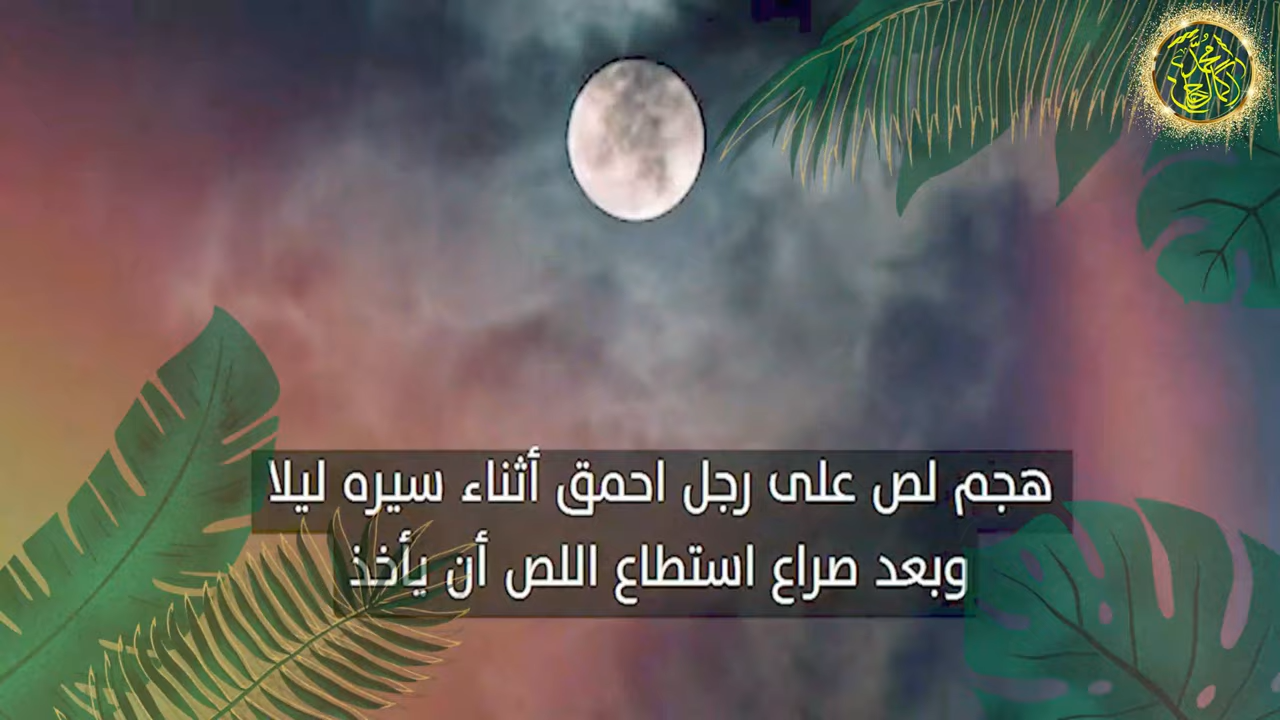 هجم لص على رجل احمق أثناء سيره ليلا
وبعد صراع استطاع اللص أن يأخذ